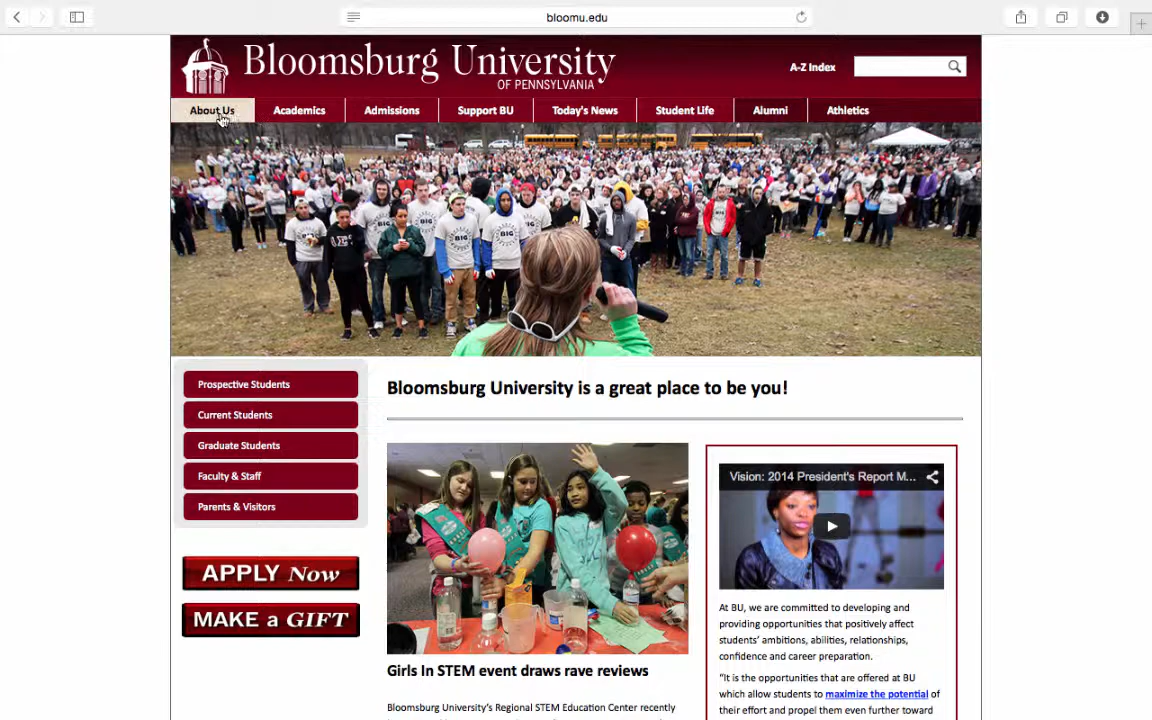 bloomu.edu
Bloomsburg University
OF PENNSYLVANIA
A-Z Index
About Us
Academics
Admissions
Support BU
Today's News
Student Life
Alumni
Athletics
BIG
BIG
BIG
Prospective Students
Current Students
Graduate Students
Faculty & Staff
Parents & Visitors
APPLY Now
MAKE a GIFT
Bloomsburg University is a great place to be you!
Girls In STEM event draws rave reviews
Bloomsburg University's Regional STEM Education Center recently
Vision: 2014 President's Report M...
At BU, we are committed to developing and
providing opportunities that positively affect
students' ambitions, abilities, relationships,
confidence and career preparation.
"It is the opportunities that are offered at BU
which allow students to maximize the potential of
their effort and propel them even further toward